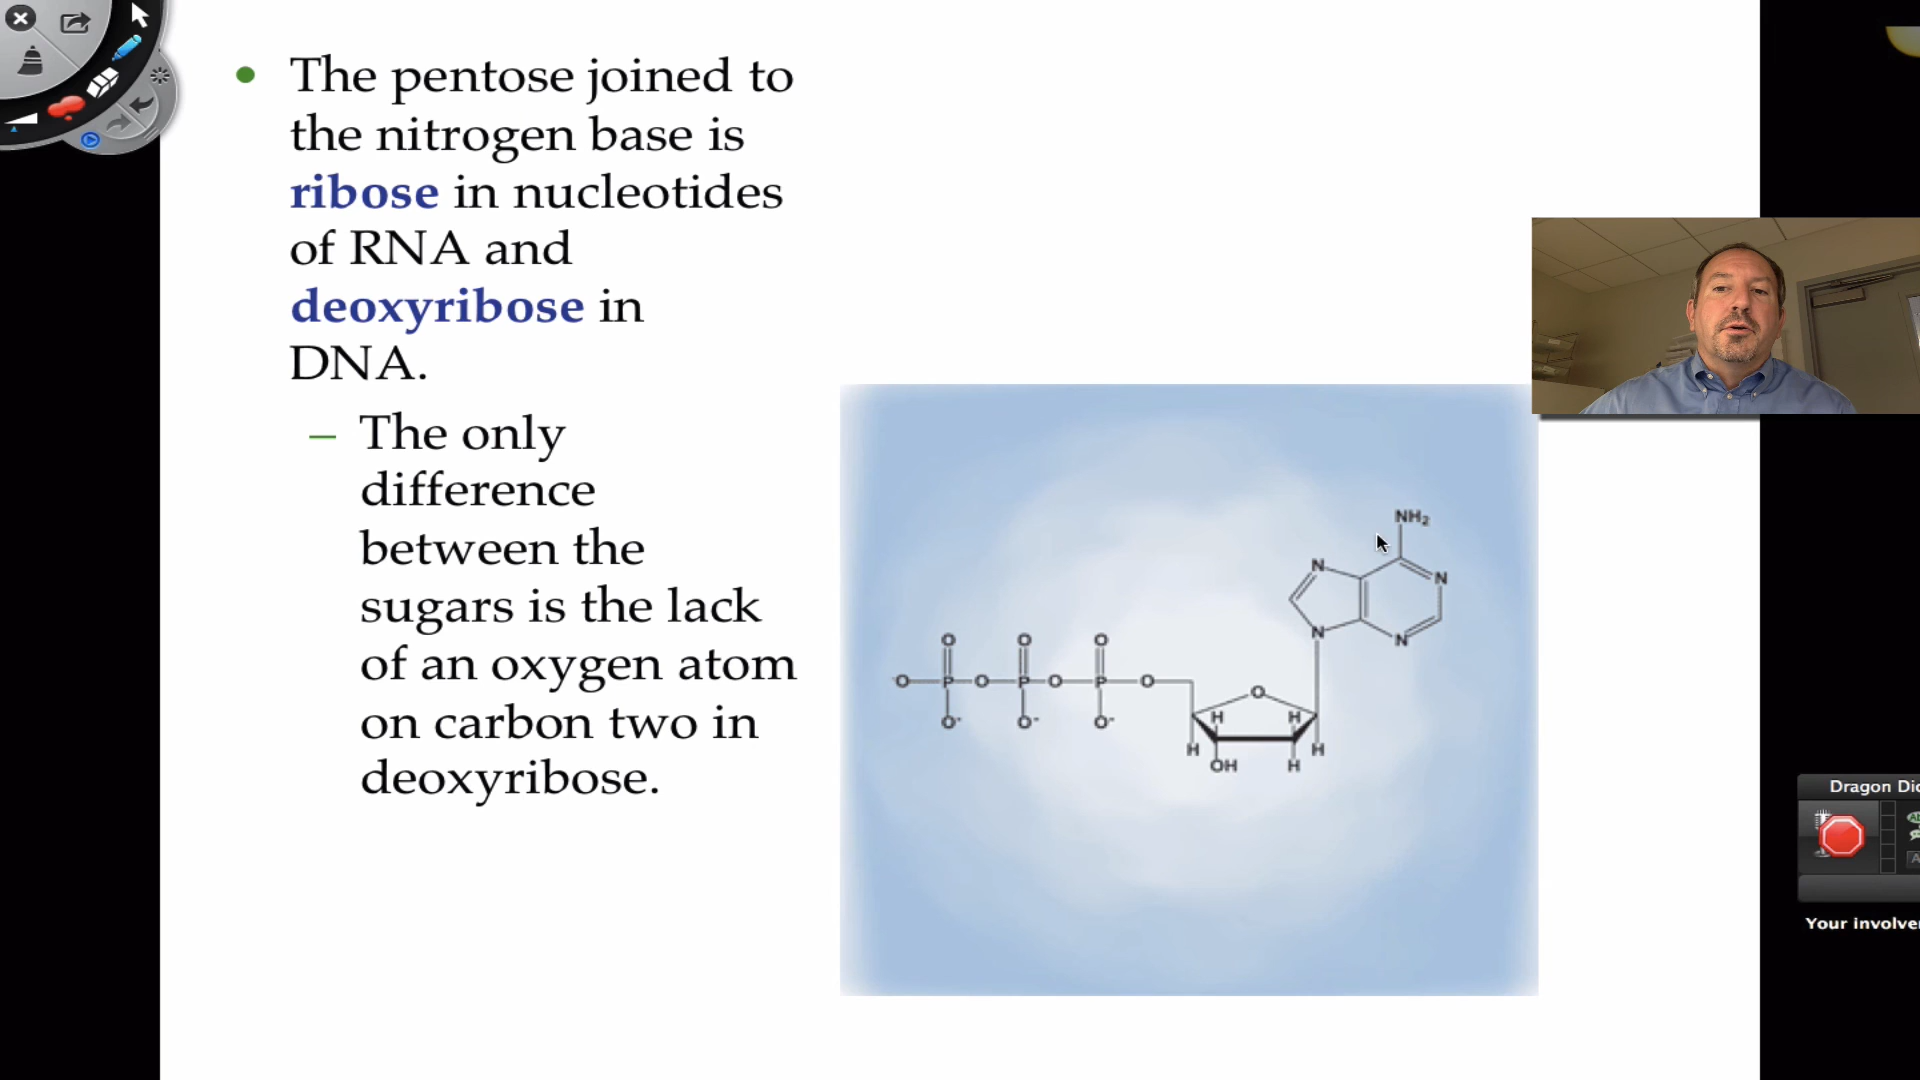 The pentose joined to
the nitrogen base is
ribose in nucleotides
of RNA and
deoxyribose in
DNA.
– The only
difference
between the
sugars is the lack
of an oxygen atom
on carbon two in
deoxyribose.
NH₂
N
N
N
N
O O O
⁻O P O P O P O
O⁻ O⁻ O⁻
O
H H
H H
OH H
Dragon
Your